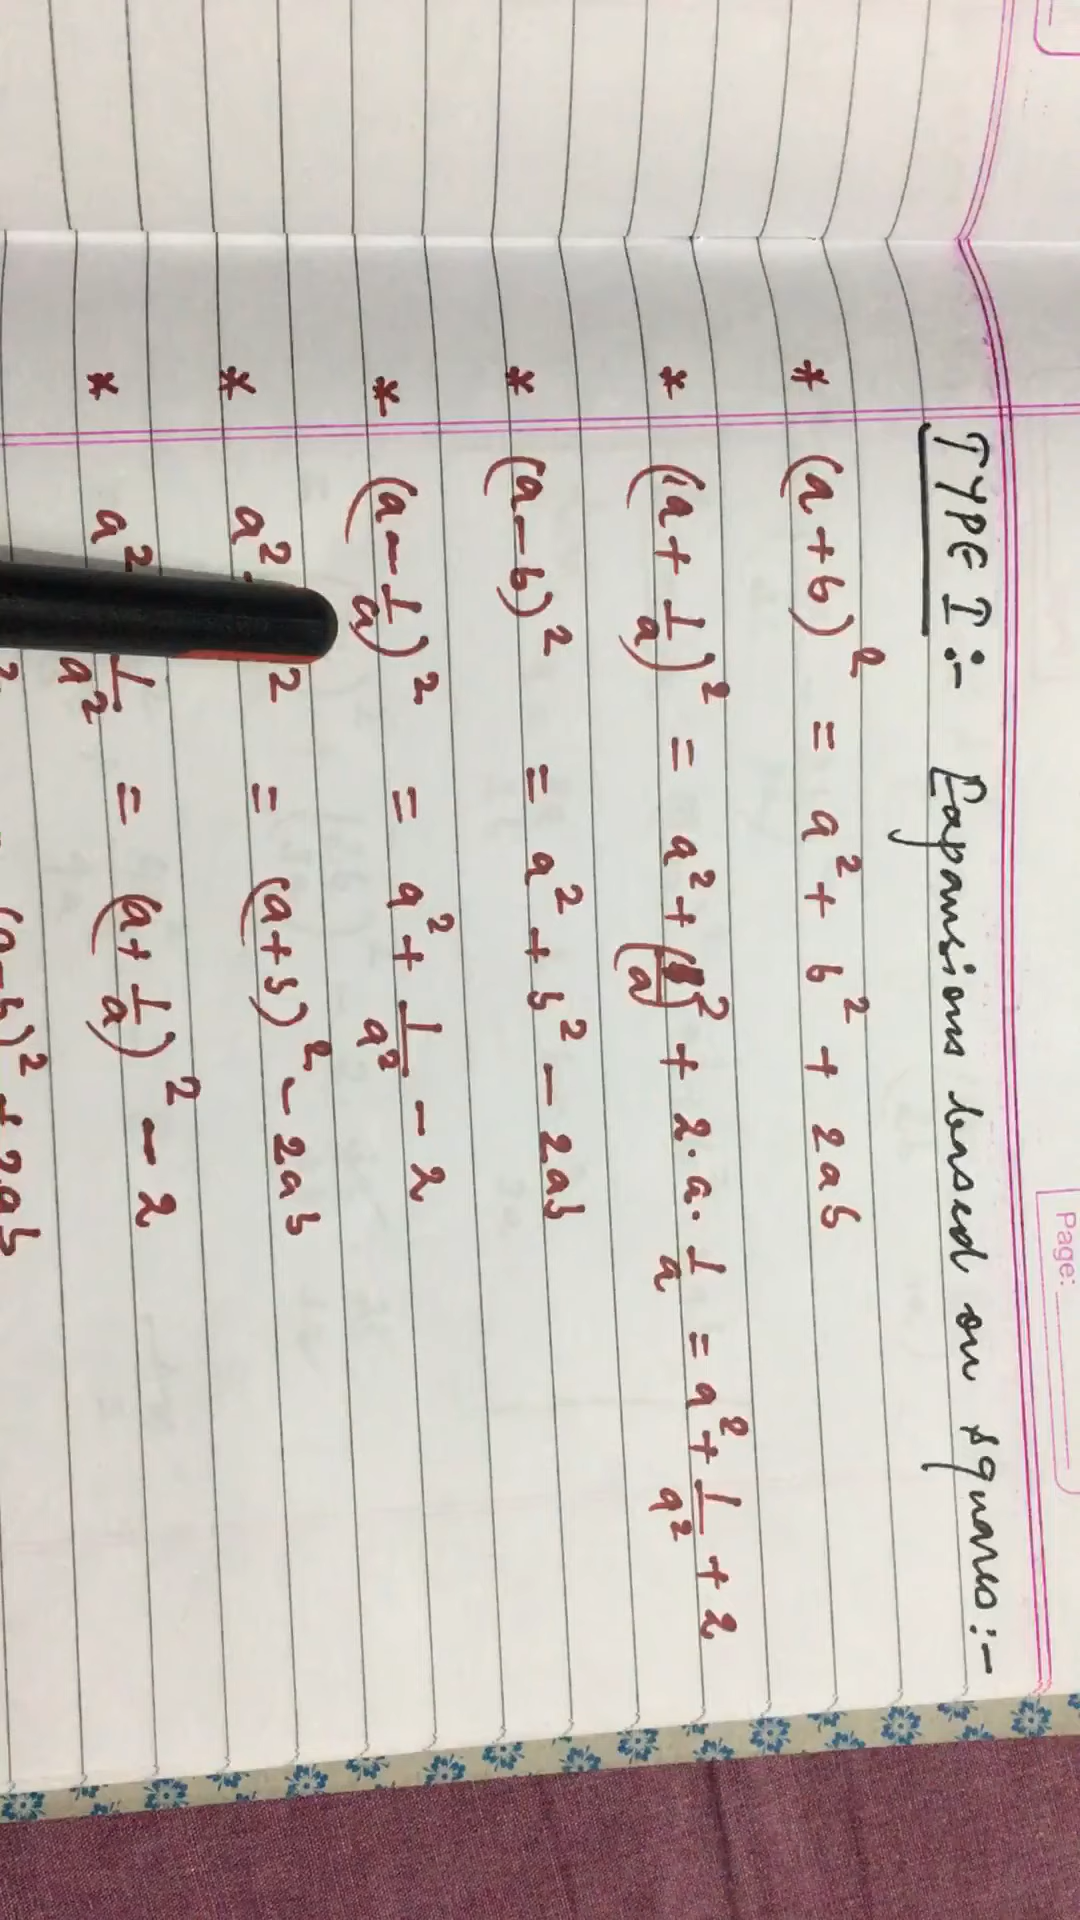 Page:
TYPE I :- Expansions based on squares :-
* (a+b)² = a² + b² + 2ab
* (a + 1/a)² = a² + (1/a)² + 2·a·1/a = a² + 1/a² + 2
* (a-b)² = a² + b² - 2ab
* (a - 1/a)² = a² + 1/a² - 2
* a² ² = (a+b)² - 2ab
* a² 1/a² = (a + 1/a)² - 2
(a-b)² + 2ab